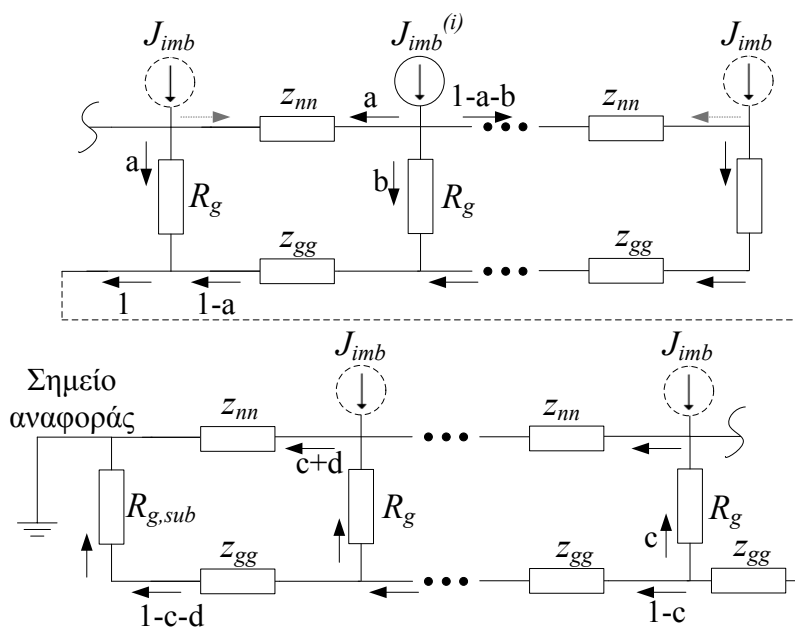 J_imb J_imb^(i) J_imb
z_nn a 1-a-b z_nn
a R_g b R_g
z_gg z_gg
1 1-a
J_imb J_imb
Σημείο
αναφοράς
z_nn z_nn
c+d
R_g,sub R_g c R_g
z_gg z_gg z_gg
1-c-d 1-c